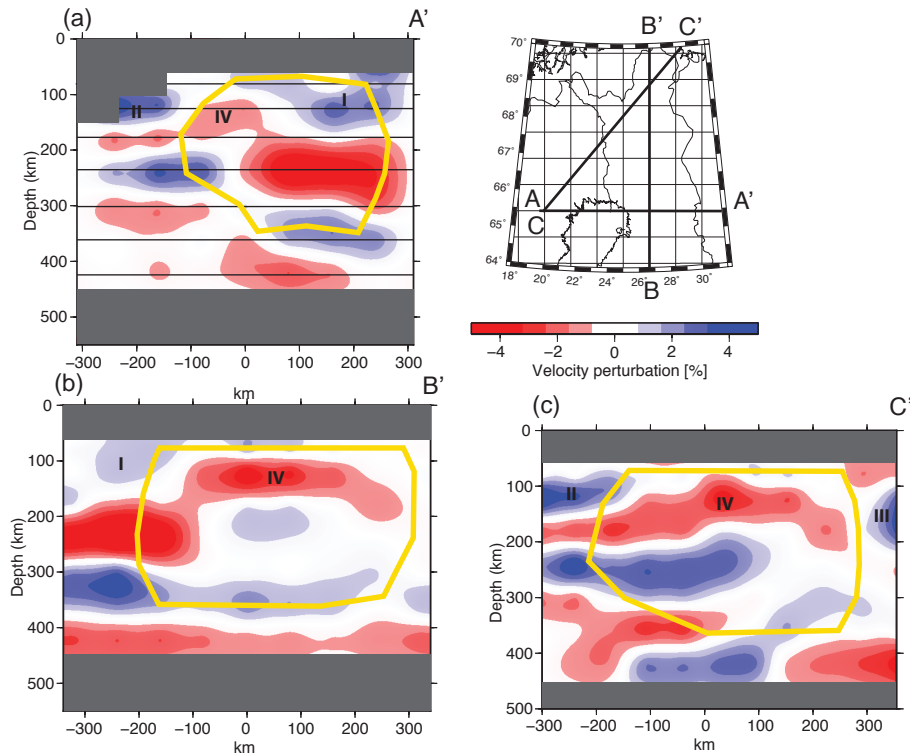 (a) A’
0
100
200
300
400
500
Depth (km)
I
II
IV
−300 −200 −100 0 100 200 300
km
B’ C’
70˚
69˚
68˚
67˚
66˚
65˚
64˚
A A’
C
18˚ 20˚ 22˚ 24˚ 26˚ 28˚ 30˚
B
−4 −2 0 2 4
Velocity perturbation [%]
(b) B’
0
100
200
300
400
500
Depth (km)
I
IV
−300 −200 −100 0 100 200 300
km
(c) C’
0
100
200
300
400
500
Depth (km)
II
IV
III
−300 −200 −100 0 100 200 300
km